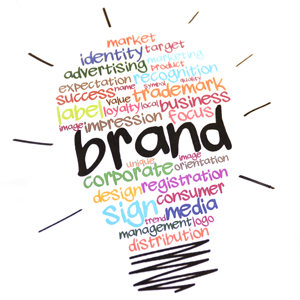 market
identity target
advertising marketing
product
expectation recognition
name symbol quality
success trademark
value
label loyalty local business
image impression focus
brand
unique image
corporate orientation
design registration
sign consumer
trend media
management logo
distribution